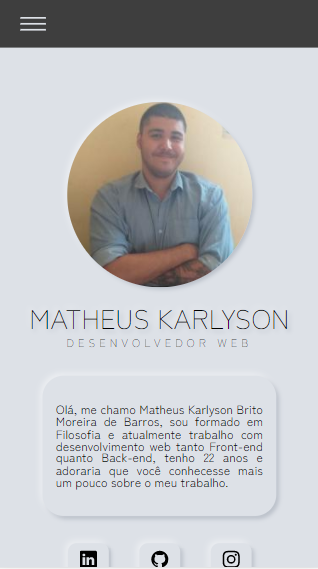 MATHEUS KARLYSON
DESENVOLVEDOR WEB
Olá, me chamo Matheus Karlyson Brito
Moreira de Barros, sou formado em
Filosofia e atualmente trabalho com
desenvolvimento web tanto Front-end
quanto Back-end, tenho 22 anos e
adoraria que você conhecesse mais
um pouco sobre o meu trabalho.
in